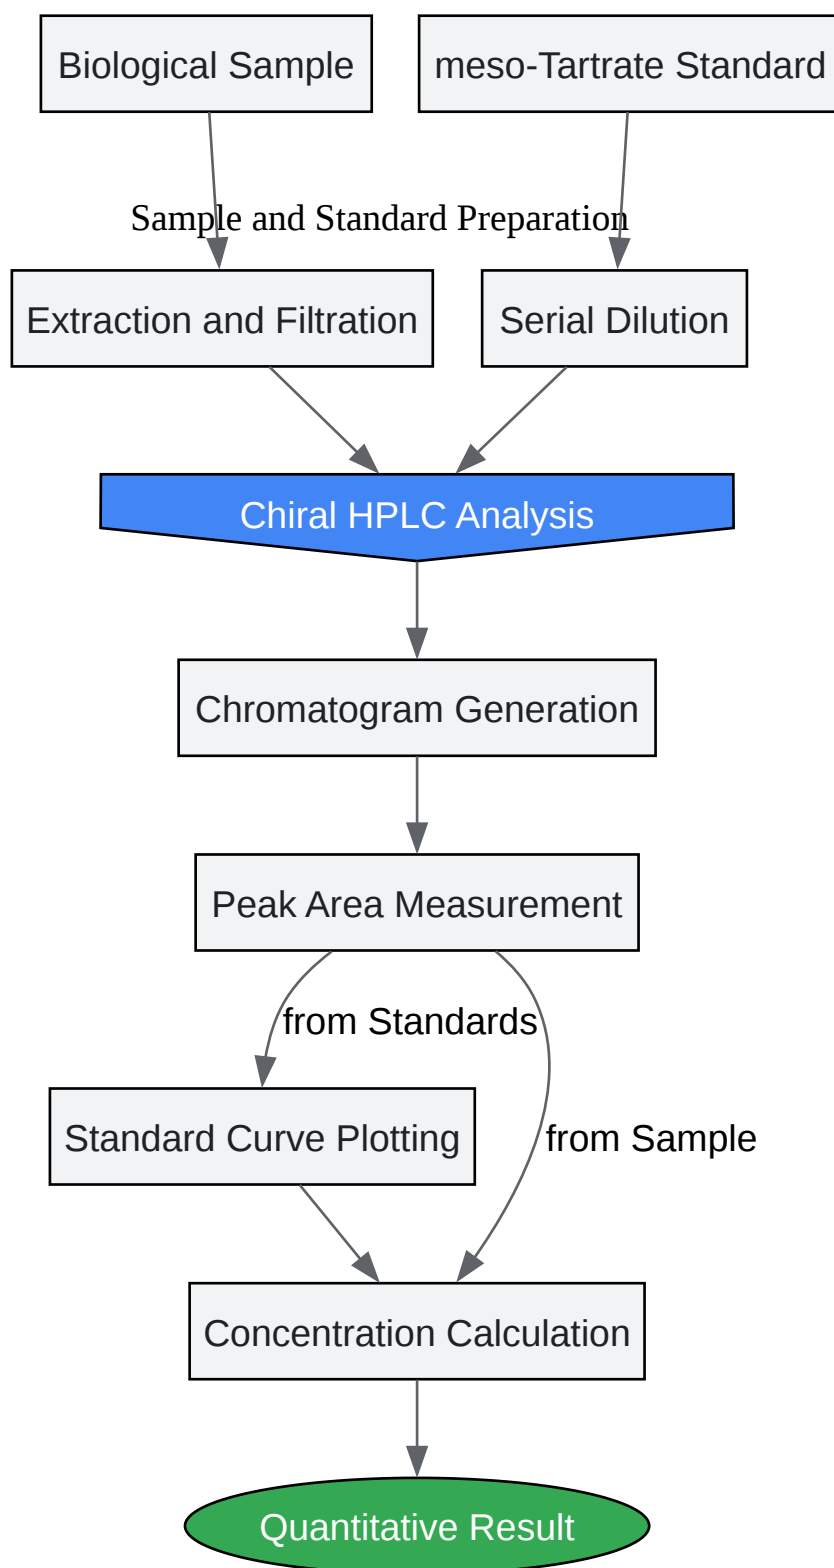 Biological Sample
meso-Tartrate Standard
Sample and Standard Preparation
Extraction and Filtration
Serial Dilution
Chiral HPLC Analysis
Chromatogram Generation
Peak Area Measurement
from Standards
Standard Curve Plotting
from Sample
Concentration Calculation
Quantitative Result